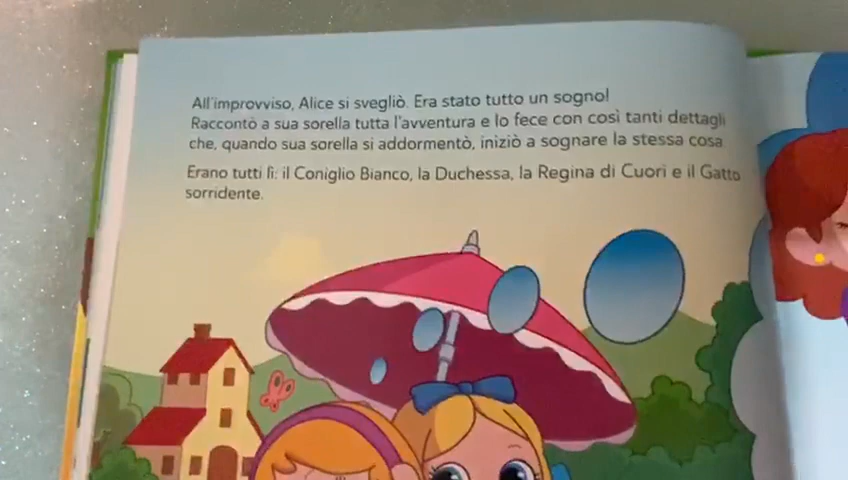 All'improvviso, Alice si svegliò. Era stato tutto un sogno!
Raccontò a sua sorella tutta l'avventura e lo fece con così tanti dettagli
che, quando sua sorella si addormentò, iniziò a sognare la stessa cosa.
Erano tutti lì: il Coniglio Bianco, la Duchessa, la Regina di Cuori e il Gatto
sorridente.